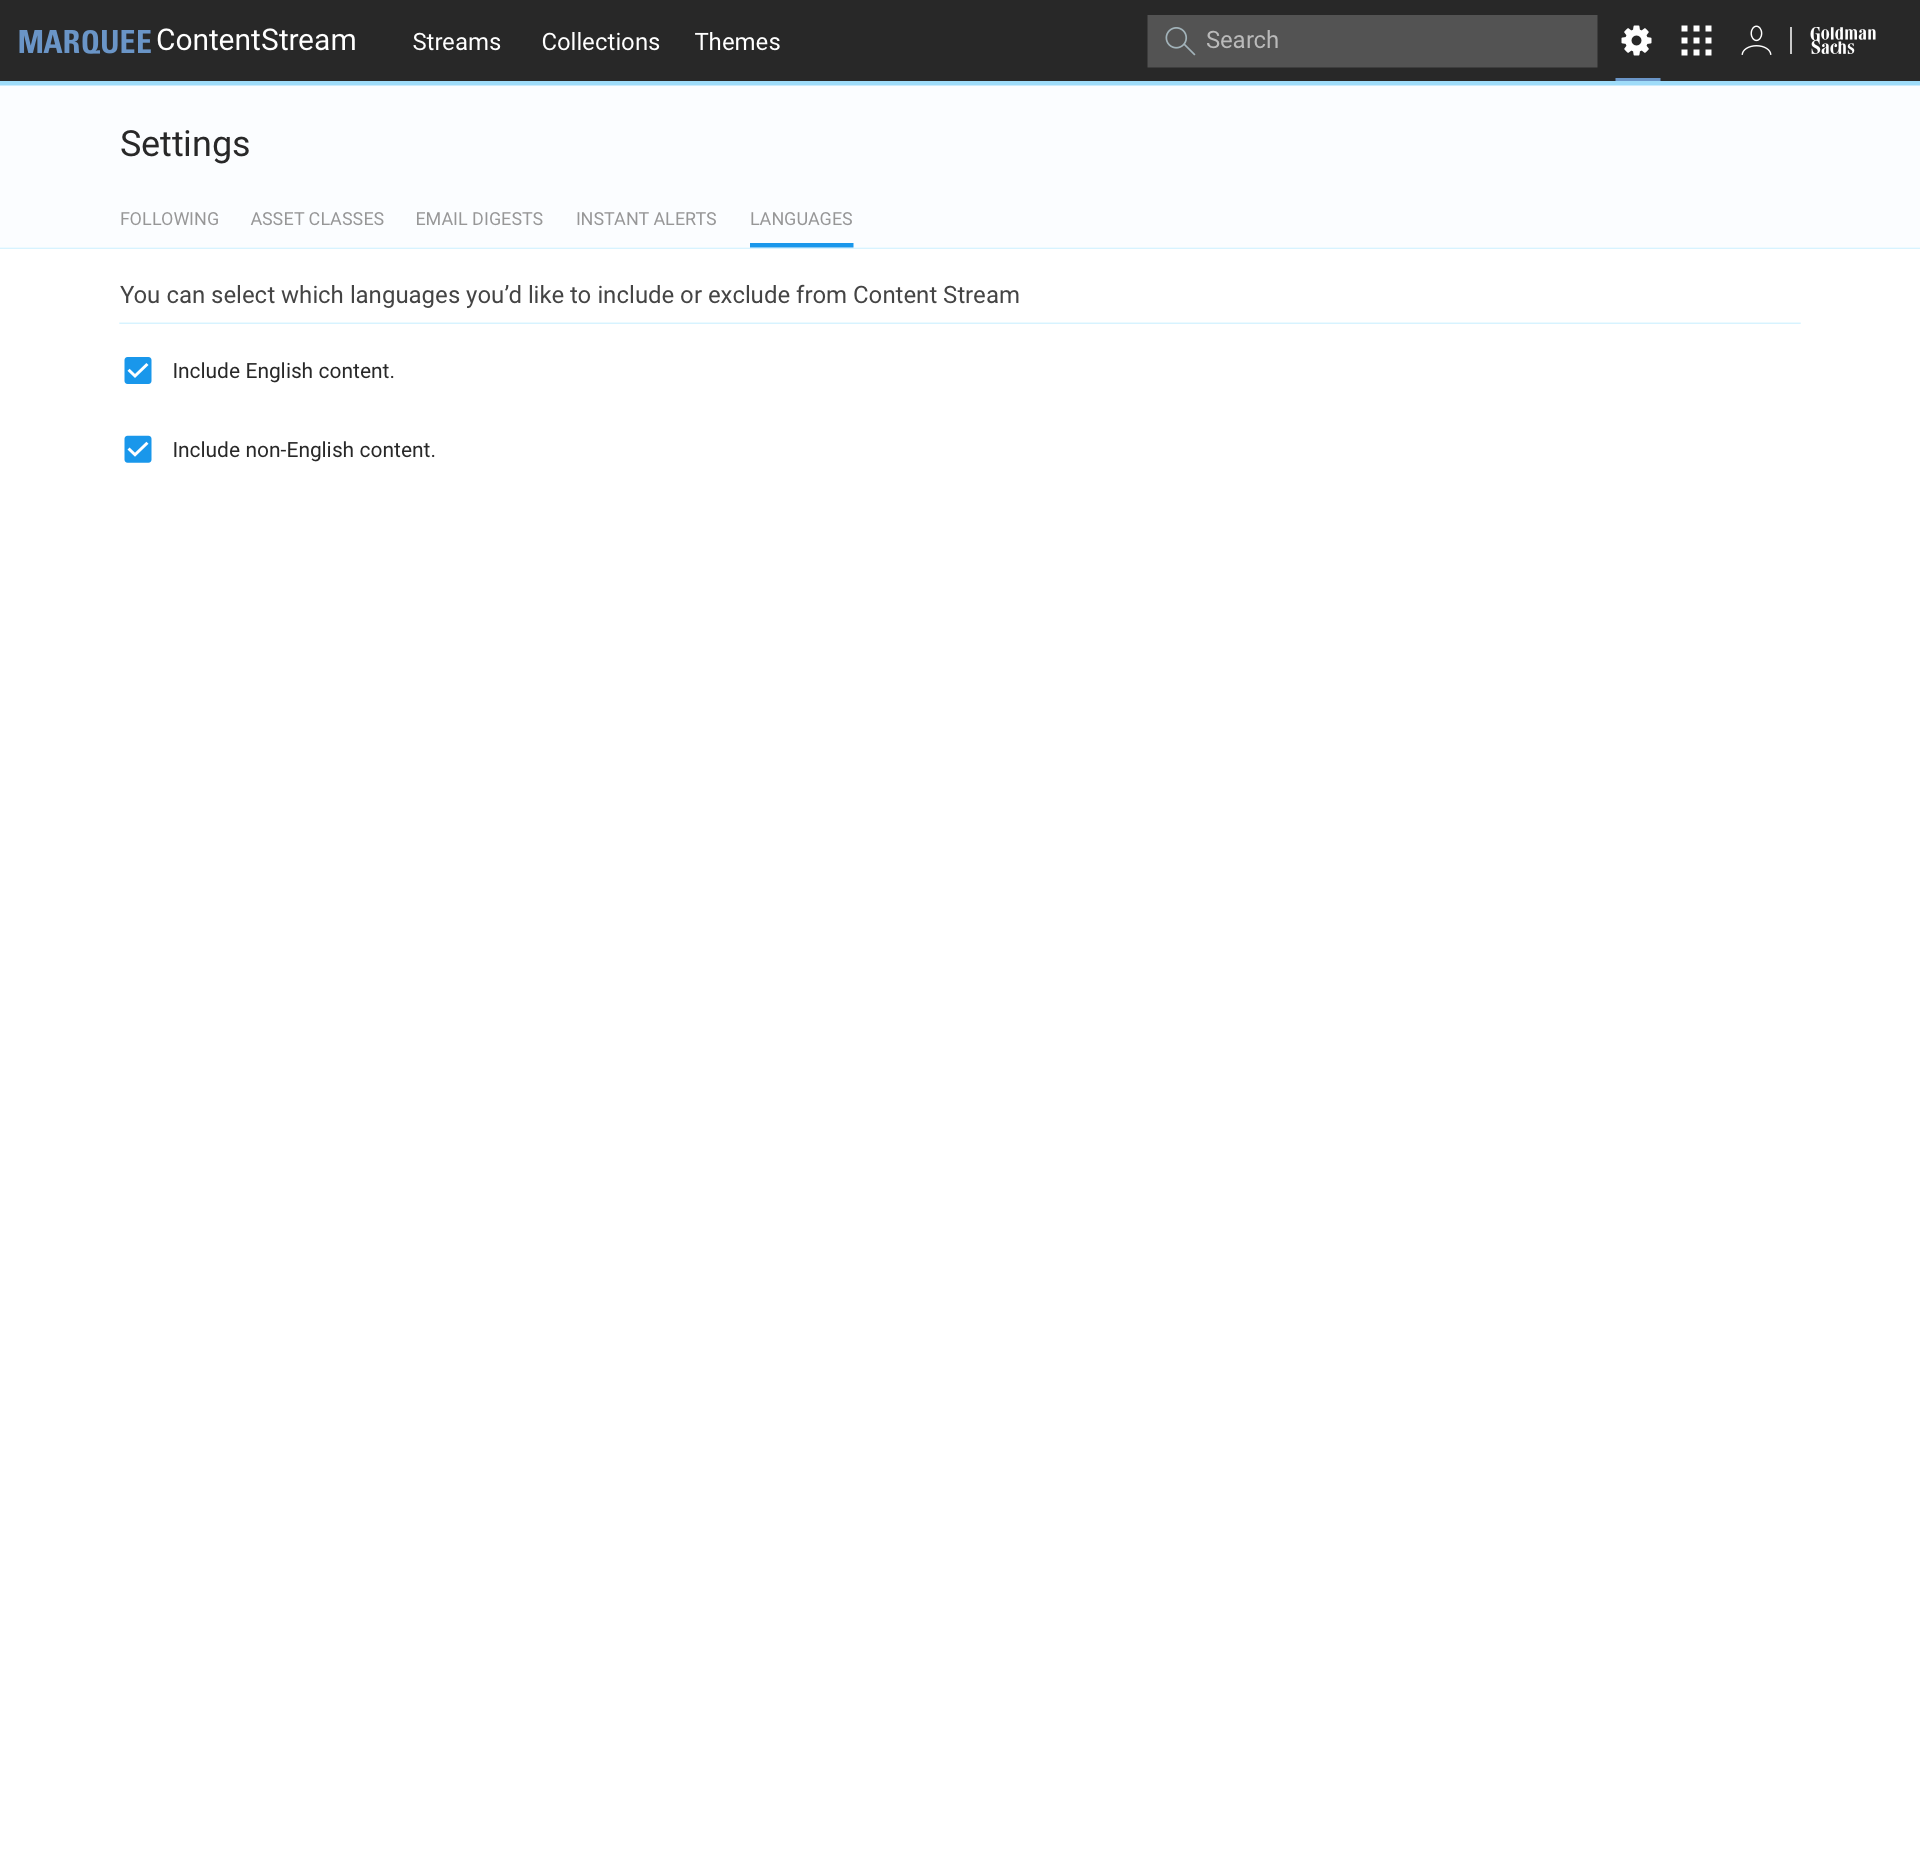 MARQUEE ContentStream Streams Collections Themes Search Goldman Sachs
Settings
FOLLOWING ASSET CLASSES EMAIL DIGESTS INSTANT ALERTS LANGUAGES
You can select which languages you’d like to include or exclude from Content Stream
Include English content.
Include non-English content.